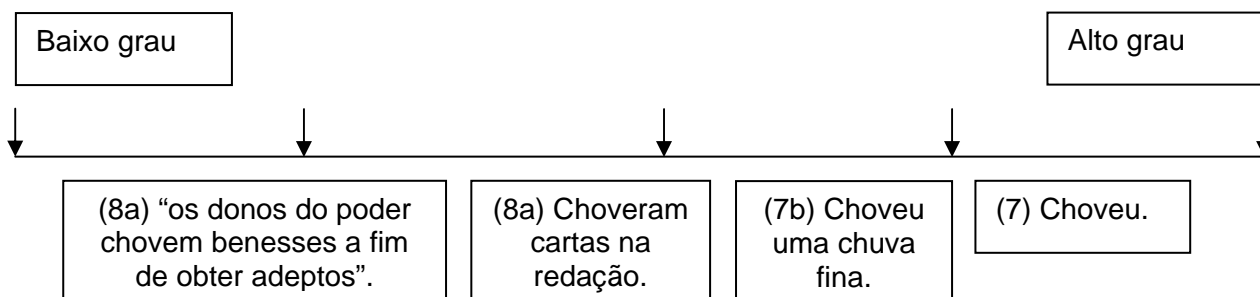 Baixo grau
Alto grau
(8a) “os donos do poder
chovem benesses a fim
de obter adeptos”.
(8a) Choveram
cartas na
redação.
(7b) Choveu
uma chuva
fina.
(7) Choveu.